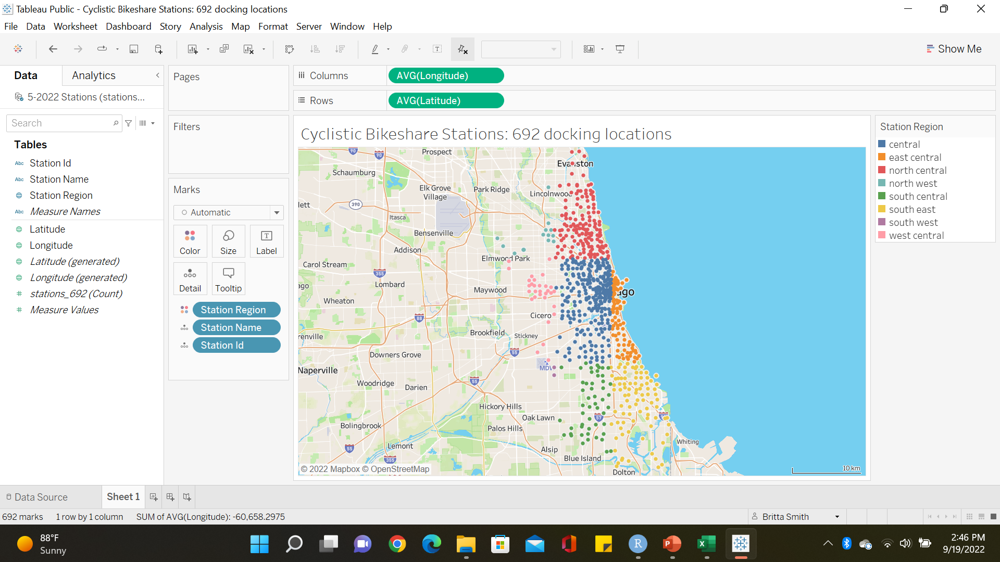 Tableau Public - Cyclistic Bikeshare Stations: 692 docking locations
File Data Worksheet Dashboard Story Analysis Map Format Server Window Help
Show Me
Data Analytics
5-2022 Stations (stations...
Search
Tables
Abc Station Id
Abc Station Name
Station Region
Abc Measure Names
Latitude
Longitude
Latitude (generated)
Longitude (generated)
# stations_692 (Count)
# Measure Values
Pages
Filters
Marks
Automatic
Color Size Label
Detail Tooltip
Station Region
Station Name
Station Id
Columns AVG(Longitude)
Rows AVG(Latitude)
Cyclistic Bikeshare Stations: 692 docking locations
90 90 Prospect
Evanston
Schaumburg
Elk Grove Village
Park Ridge
Lincolnwood
lett
390
Itasca
Bensenville
Addison
Elmwood Park
Carol Stream
355
Lombard
ago
Maywood
ago
Wheaton
Cicero
88
Brookfield
Stickney
renville
55
Downers Grove
MDW
Naperville
55
Woodridge
Darien
Hickory Hills
Oak Lawn
57
Bolingbrook
Palos Hills
Whiting
Lemont
55
Alsip
355
Blue Island
Dolton
10 km
© 2022 Mapbox © OpenStreetMap
Station Region
central
east central
north central
north west
south central
south east
south west
west central
Data Source Sheet 1
692 marks 1 row by 1 column SUM of AVG(Longitude): -60,658.2975
Britta Smith
88°F
Sunny
2:46 PM
9/19/2022